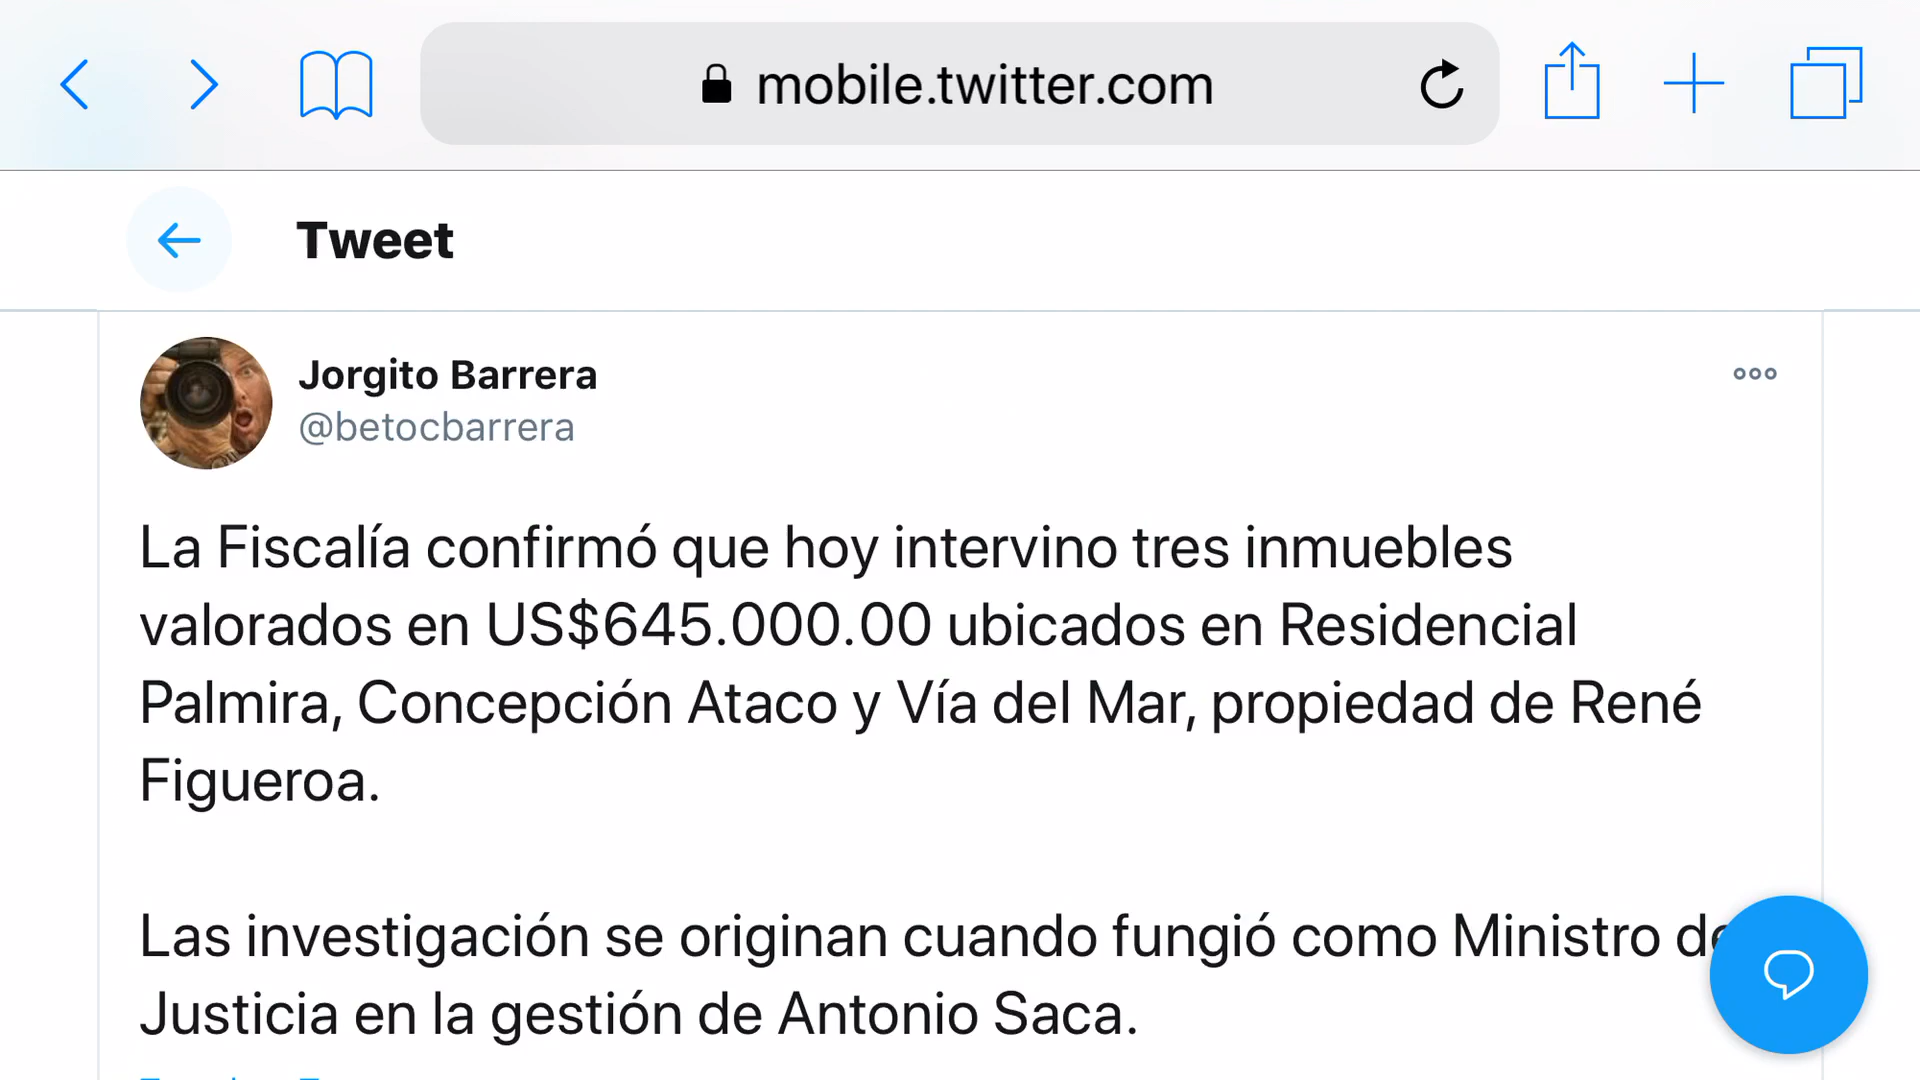 mobile.twitter.com
Tweet
Jorgito Barrera
@betocbarrera
La Fiscalía confirmó que hoy intervino tres inmuebles
valorados en US$645.000.00 ubicados en Residencial
Palmira, Concepción Ataco y Vía del Mar, propiedad de René
Figueroa.
Las investigación se originan cuando fungió como Ministro de
Justicia en la gestión de Antonio Saca.